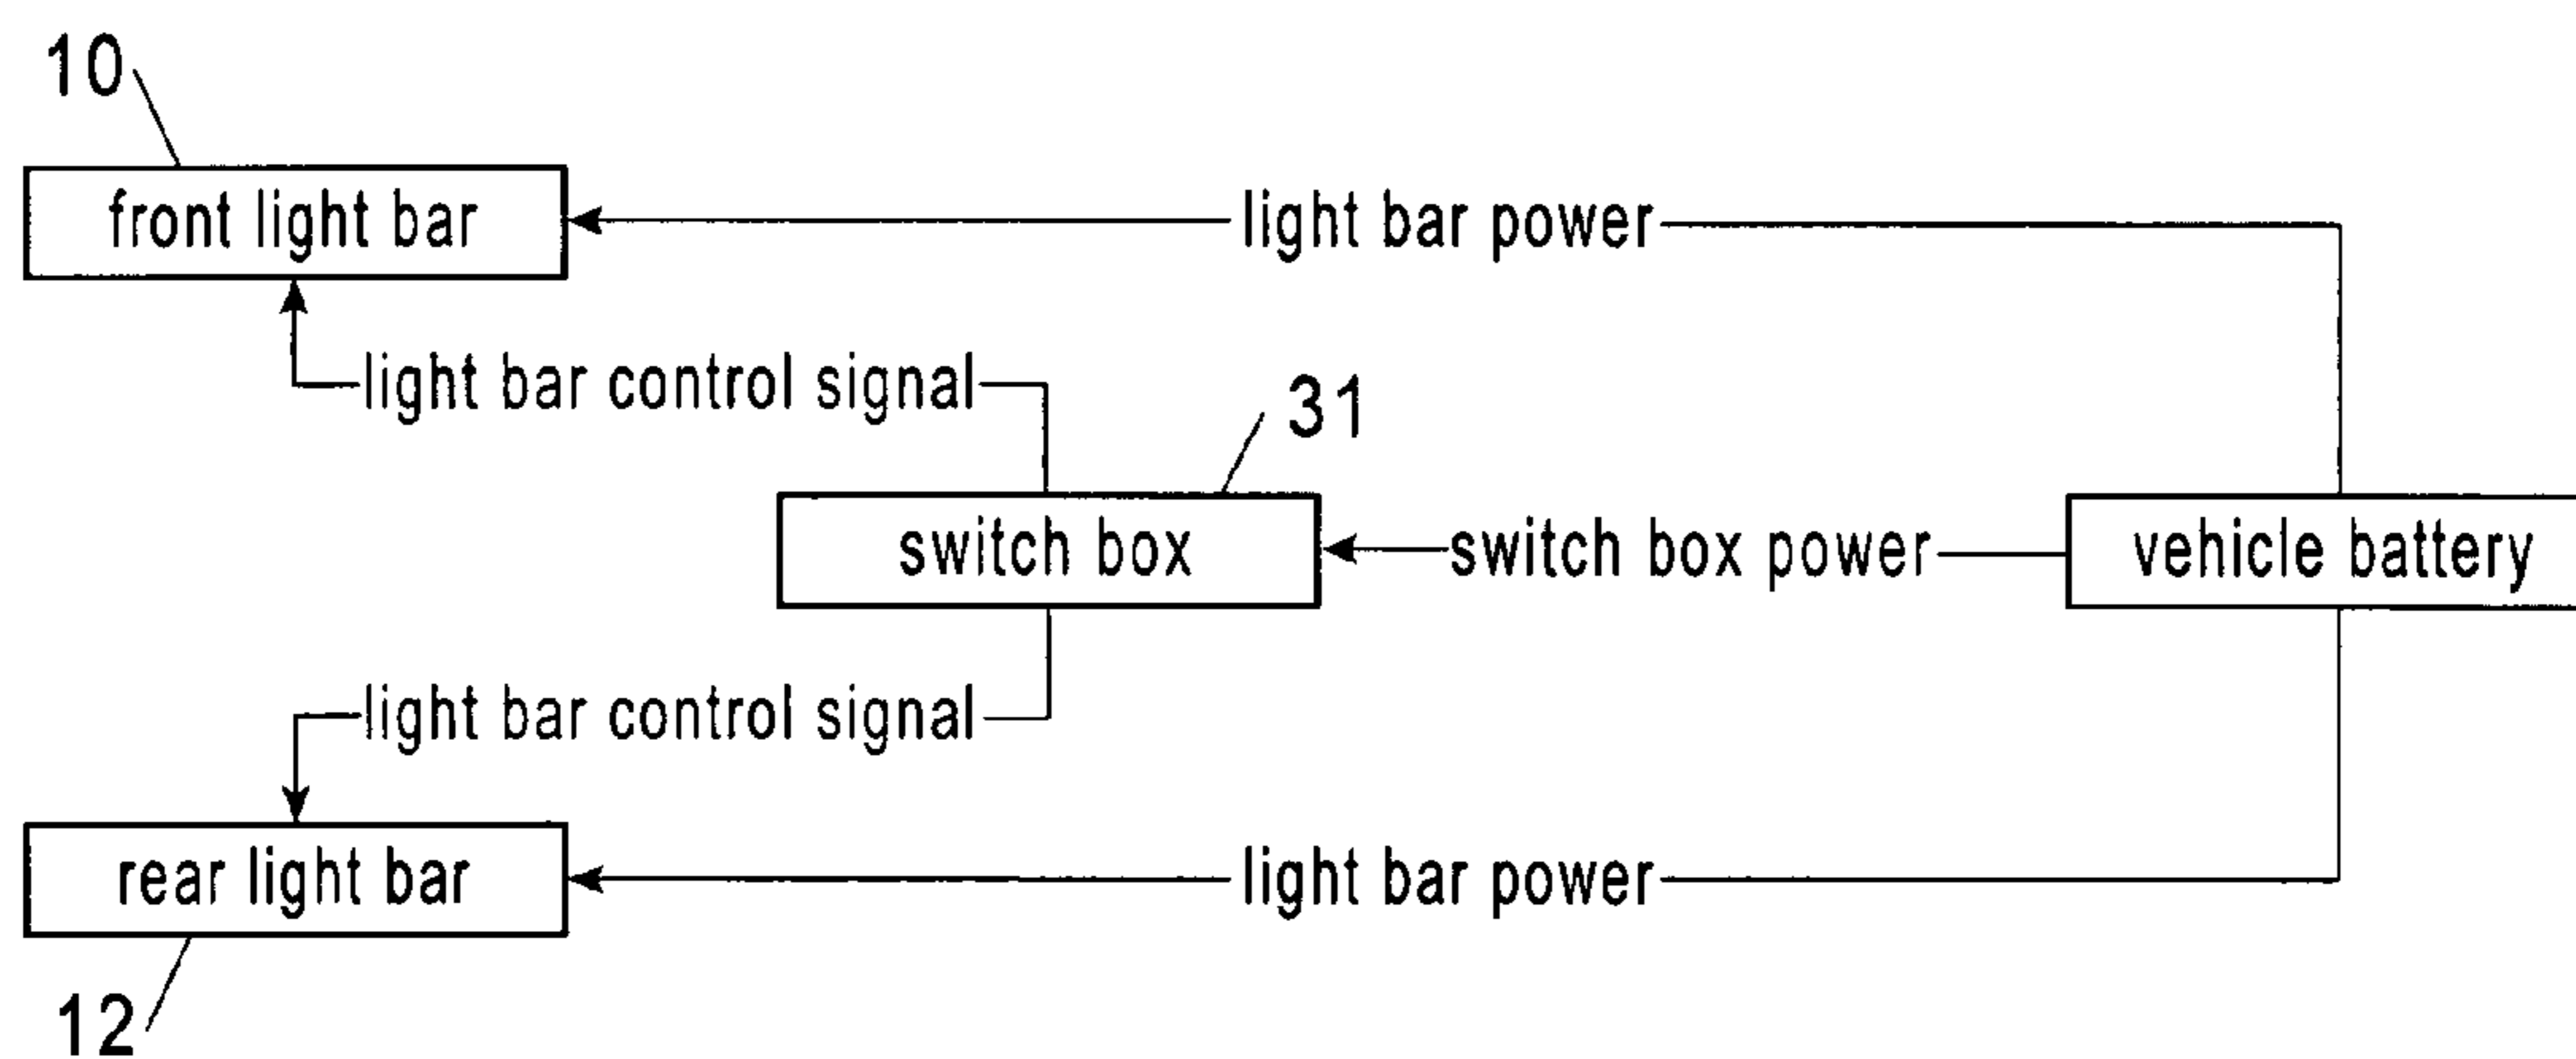 10
front light bar
light bar power
light bar control signal
31
switch box
switch box power
vehicle battery
light bar control signal
rear light bar
light bar power
12